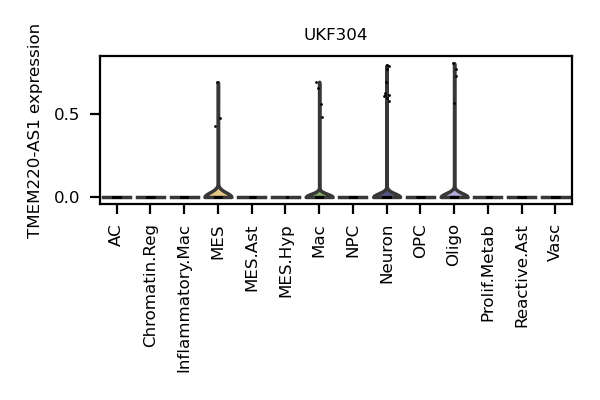 UKF304
TMEM220-AS1 expression
0.5
0.0
AC
Chromatin.Reg
Inflammatory.Mac
MES
MES.Ast
MES.Hyp
Mac
NPC
Neuron
OPC
Oligo
Prolif.Metab
Reactive.Ast
Vasc